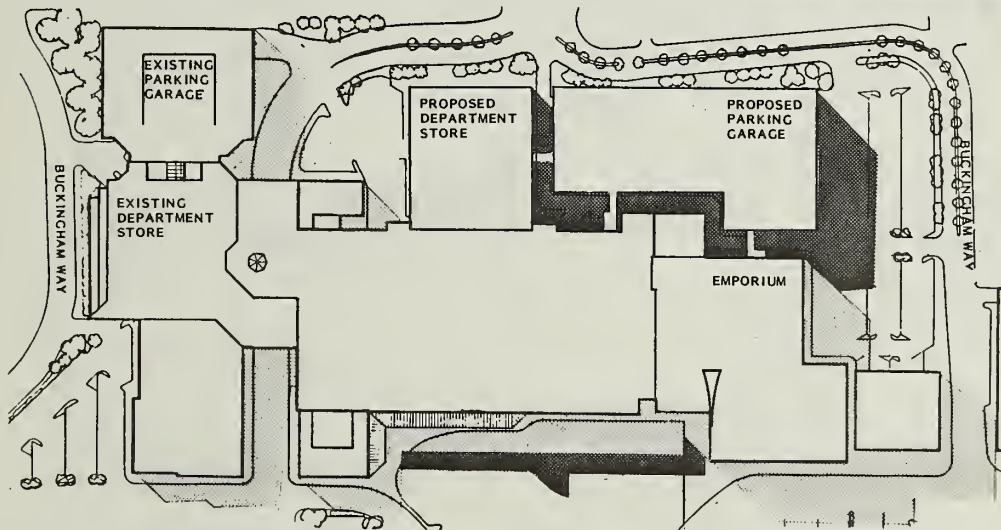 EXISTING
PARKING
GARAGE
PROPOSED
DEPARTMENT
STORE
PROPOSED
PARKING
GARAGE
BUCKINGHAM WAY
EXISTING
DEPARTMENT
STORE
BUCKINGHAM WAY
EMPORIUM